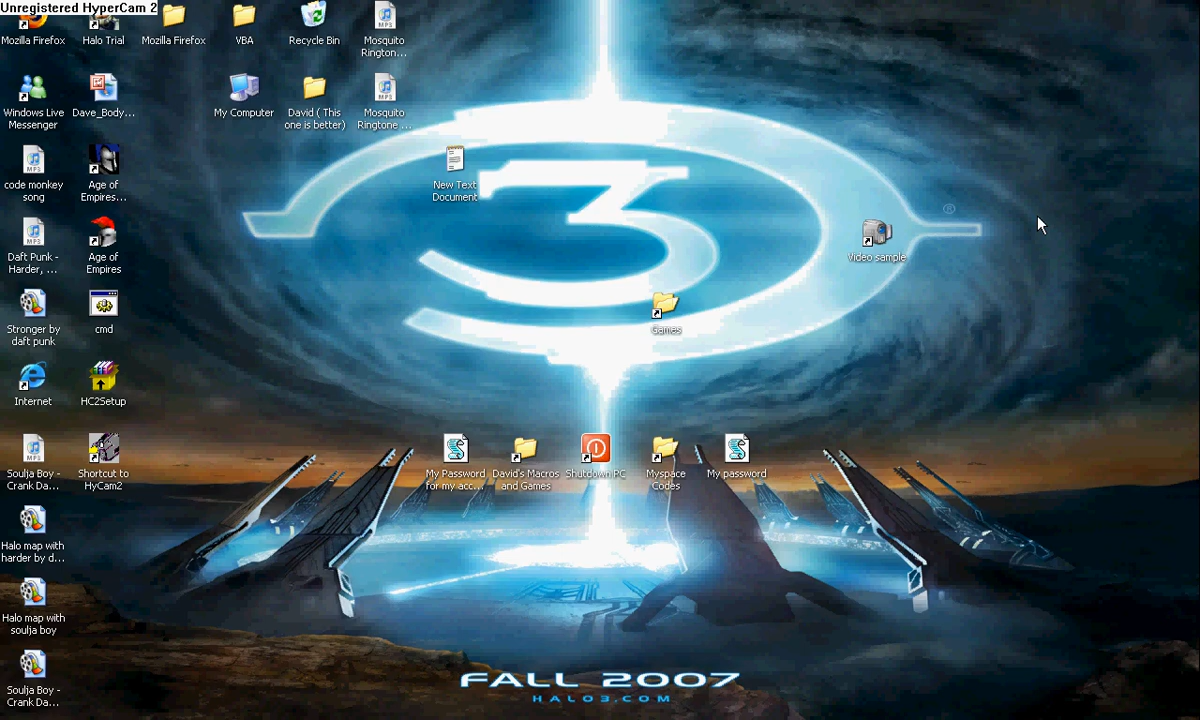 Unregistered HyperCam 2
Mozilla Firefox
Halo Trial
Mozilla Firefox
VBA
Recycle Bin
Mosquito
Rington...
Windows Live
Messenger
Dave_Body...
My Computer
David ( This
one is better)
Mosquito
Ringtone ...
code monkey
song
Age of
Empires...
New Text
Document
3
®
Daft Punk -
Harder, ...
Age of
Empires
Video sample
Stronger by
daft punk
cmd
Games
Internet
HC2Setup
Soulja Boy -
Crank Da...
Shortcut to
HyCam2
My Password
for my acc...
David's Macros
and Games
Shutdown PC
Myspace
Codes
My password
Halo map with
harder by d...
Halo map with
soulja boy
Soulja Boy -
Crank Da...
FALL 2007
HALO3.COM